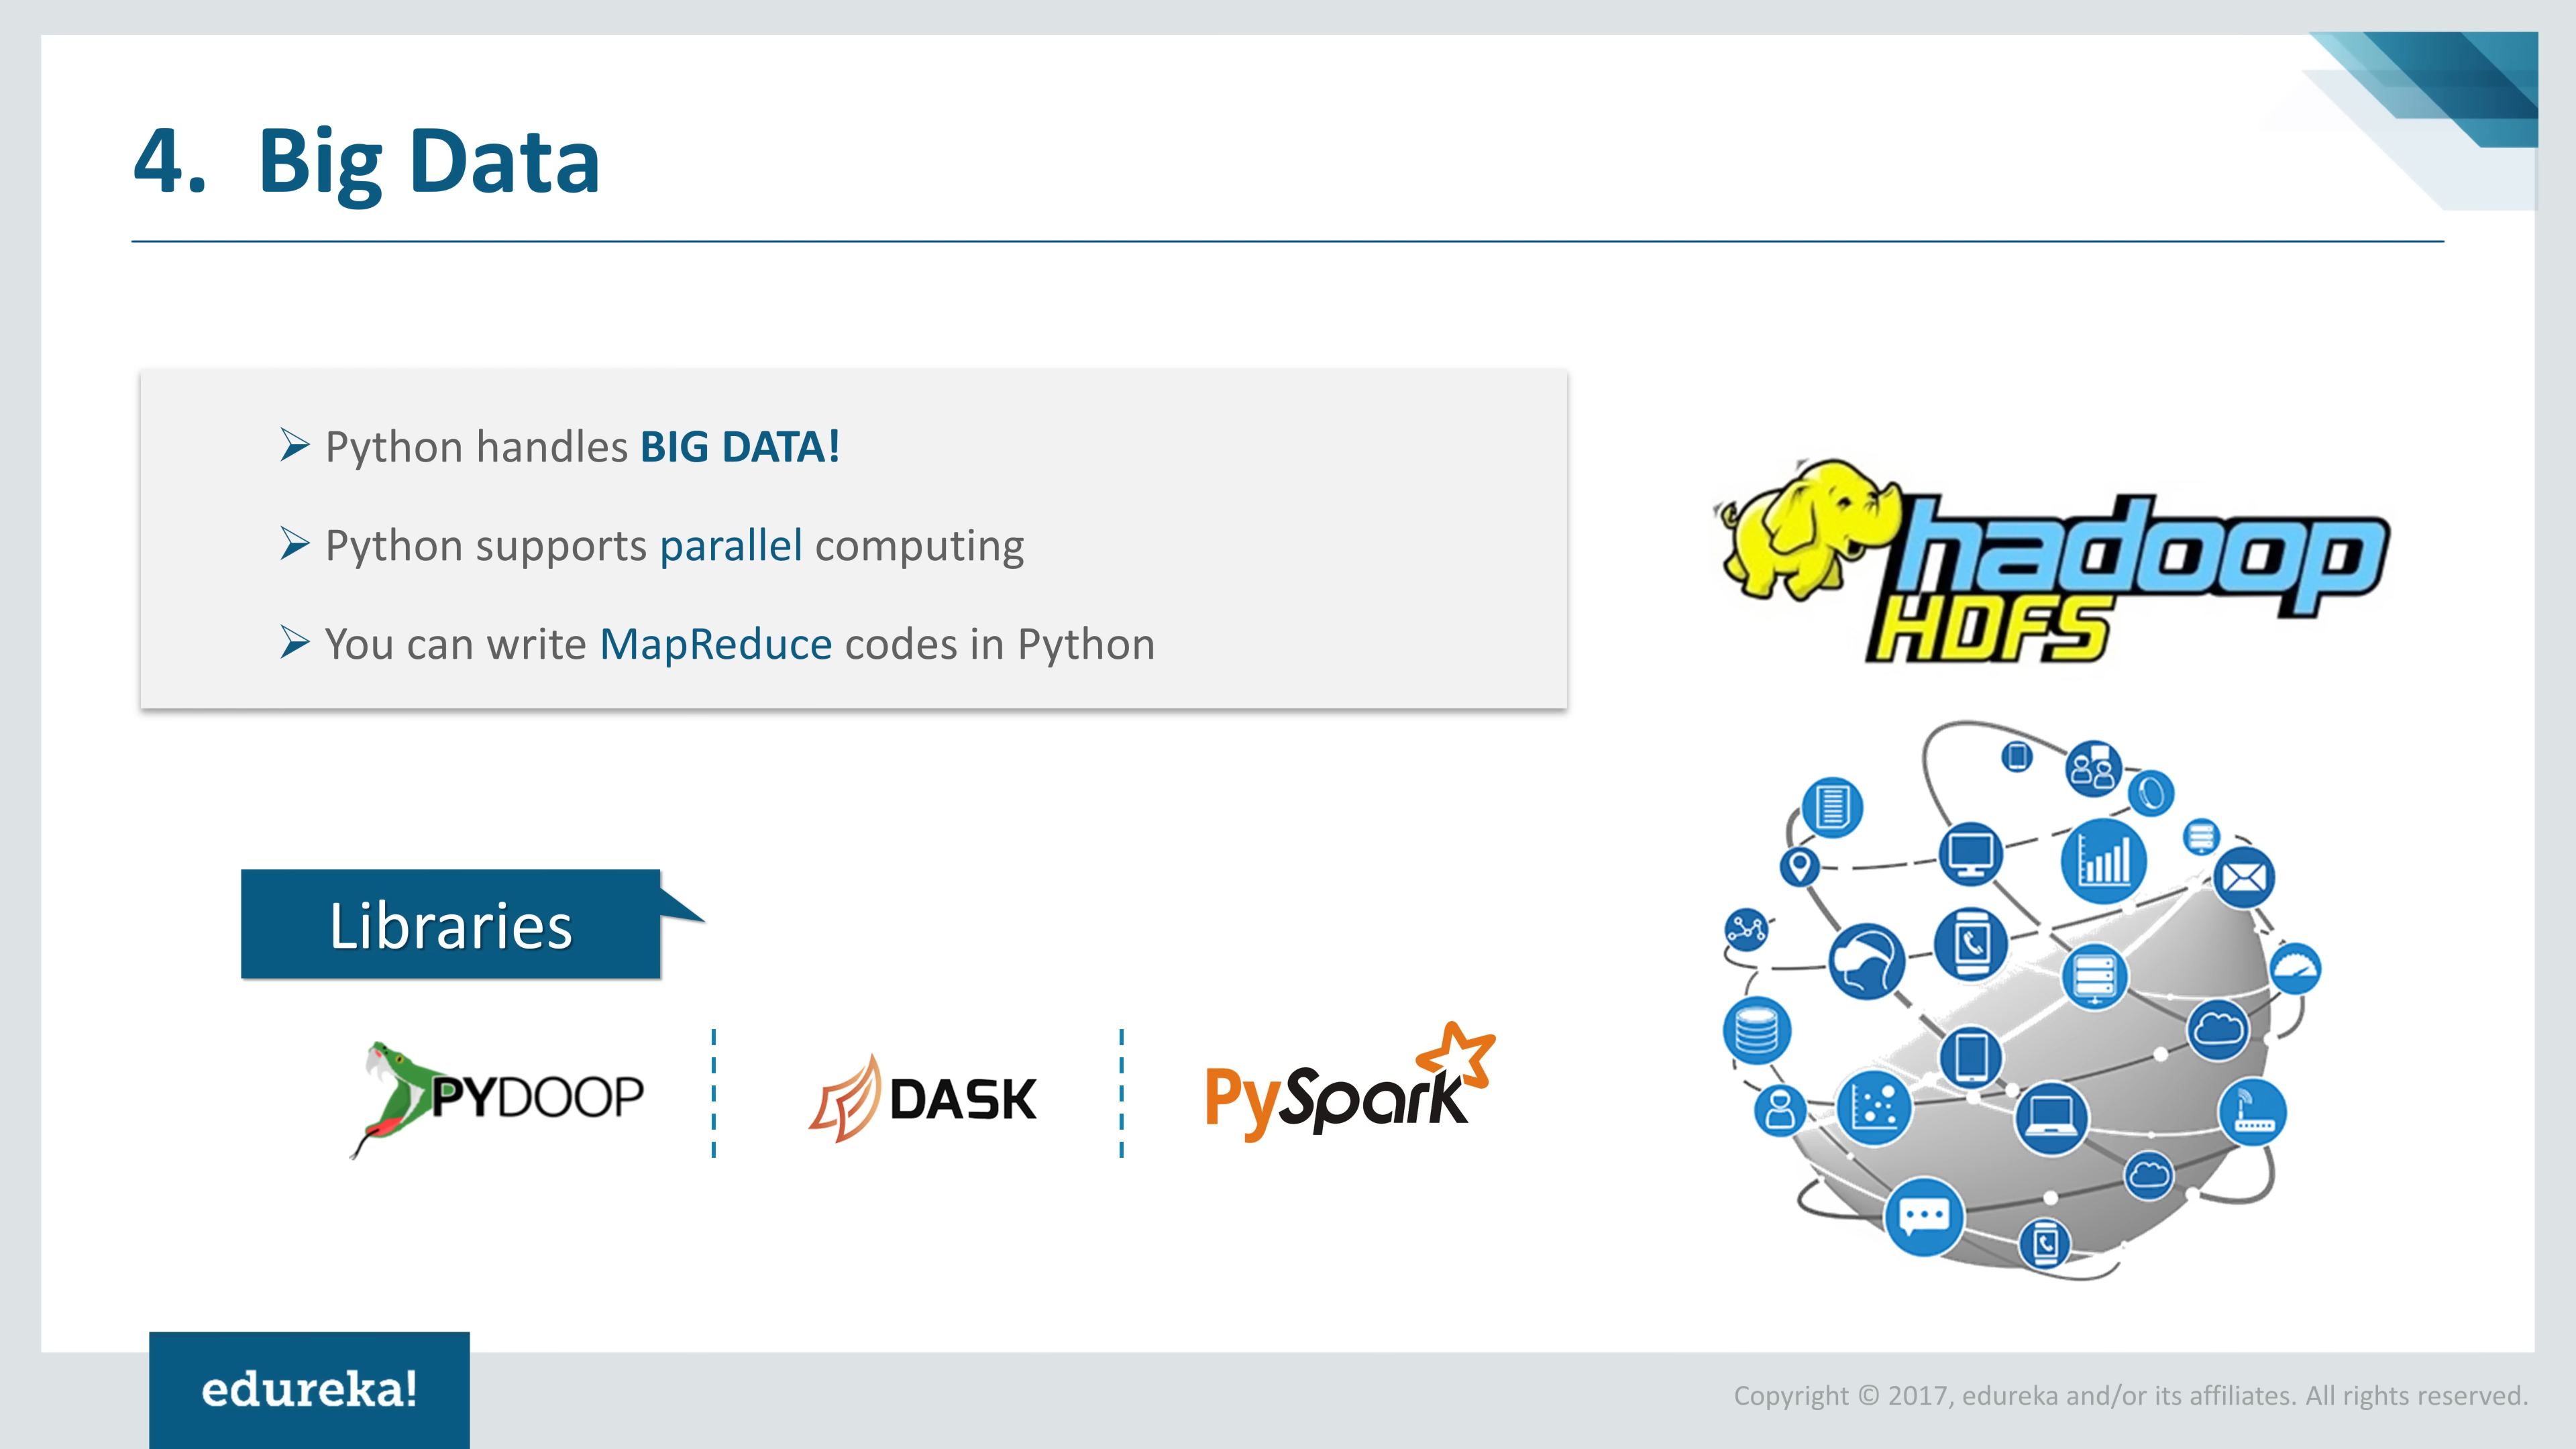 4. Big Data
Python handles BIG DATA!
Python supports parallel computing
You can write MapReduce codes in Python
hadoop
HDFS
Libraries
PYDOOP
DASK
PySpark
edureka!
Copyright © 2017, edureka and/or its affiliates. All rights reserved.